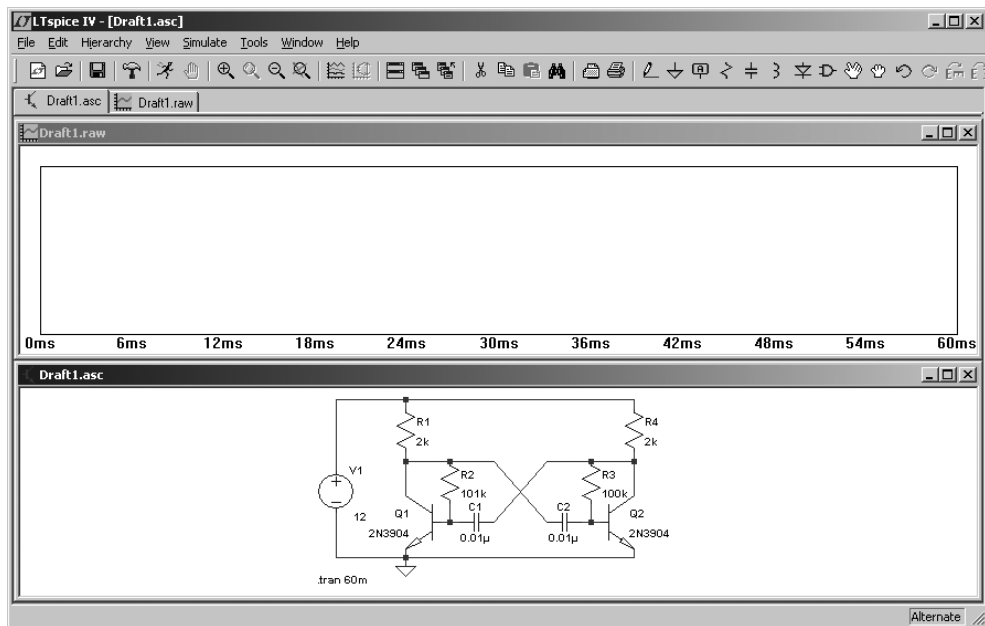 LTspice IV - [Draft1.asc]
File Edit Hierarchy View Simulate Tools Window Help
Draft1.asc Draft1.raw
Draft1.raw
0ms 6ms 12ms 18ms 24ms 30ms 36ms 42ms 48ms 54ms 60ms
Draft1.asc
R1
2k
R4
2k
V1
12
R2
101k
R3
100k
C1
0.01µ
C2
0.01µ
Q1
2N3904
Q2
2N3904
.tran 60m
Alternate